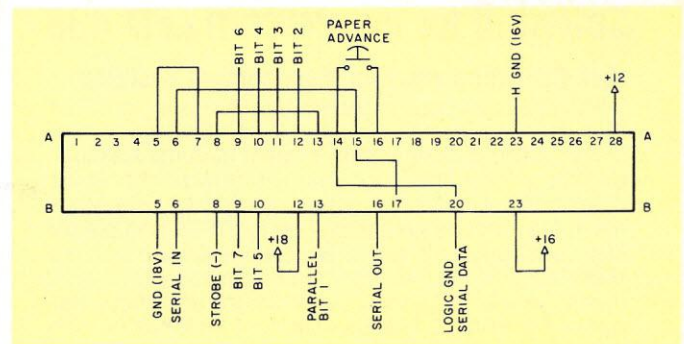 PAPER
ADVANCE
BIT 6
BIT 4
BIT 3
BIT 2
H GND (16V)
+12
A 1 2 3 4 5 6 7 8 9 10 11 12 13 14 15 16 17 18 19 20 21 22 23 24 25 26 27 28 A
B 5 6 8 9 10 12 13 16 17 20 23 B
GND (18V)
SERIAL IN
STROBE (-)
BIT 7
BIT 5
+18
PARALLEL
BIT 1
SERIAL OUT
LOGIC GND
SERIAL DATA
+16